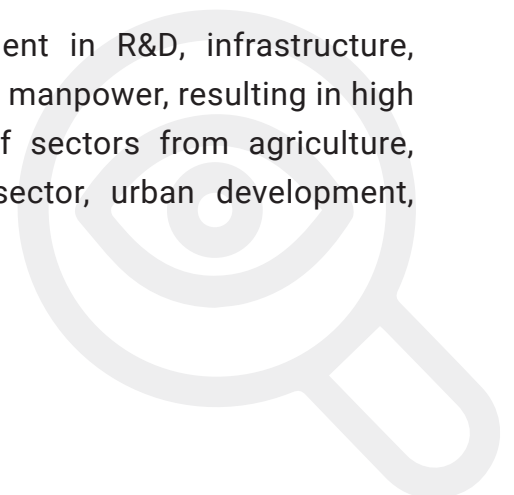 ent in R&D, infrastructure,
manpower, resulting in high
f sectors from agriculture,
sector, urban development,